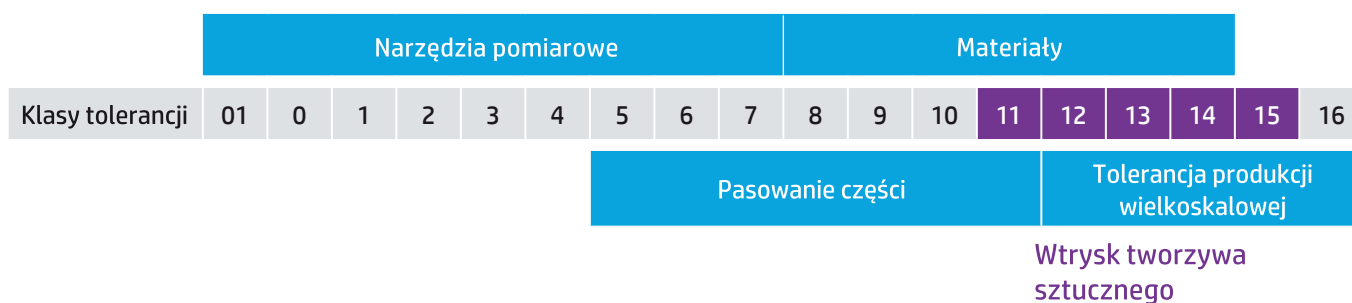 Narzędzia pomiarowe Materiały
Klasy tolerancji 01 0 1 2 3 4 5 6 7 8 9 10 11 12 13 14 15 16
Pasowanie części
Tolerancja produkcji
wielkoskalowej
Wtrysk tworzywa
sztucznego